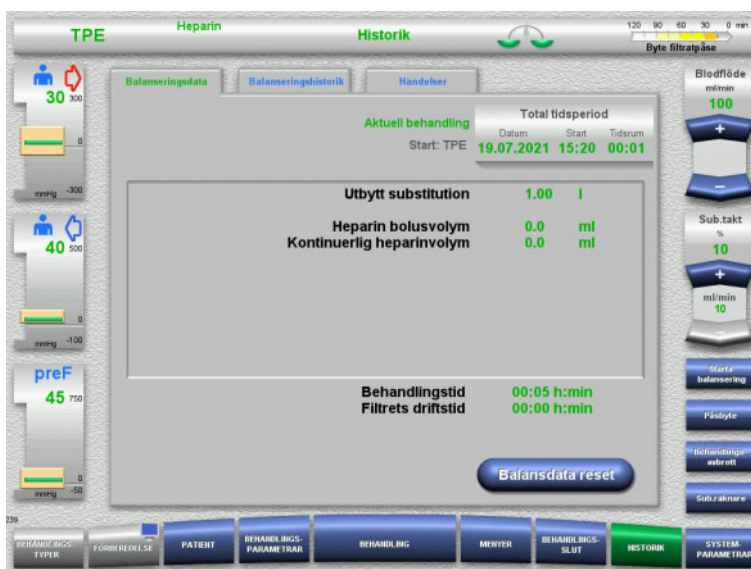 TPE
Heparin
Historik
120 90 60 30 0 min
Byte filtratpåse
30 300
0
mmHg -300
40 500
0
mmHg -100
preF
45 750
0
mmHg -50
Balanseringsdata
Balanseringshistorik
Händelser
Aktuell behandling
Start: TPE
Total tidsperiod
Datum Start Tidsrum
19.07.2021 15:20 00:01
Utbytt substitution 1.00 l
Heparin bolusvolym 0.0 ml
Kontinuerlig heparinvolym 0.0 ml
Behandlingstid 00:05 h:min
Filtrets driftstid 00:00 h:min
Balansdata reset
Blodflöde
ml/min
100
+
−
Sub.takt
%
10
+
ml/min
10
−
Starta
balansering
Påsbyte
Behandlings-
avbrott
Sub.räknare
239
BEHANDLINGS-
TYPER
FÖRBEREDELSE
PATIENT
BEHANDLINGS-
PARAMETRAR
BEHANDLING
MENYER
BEHANDLINGS-
SLUT
HISTORIK
SYSTEM-
PARAMETRAR